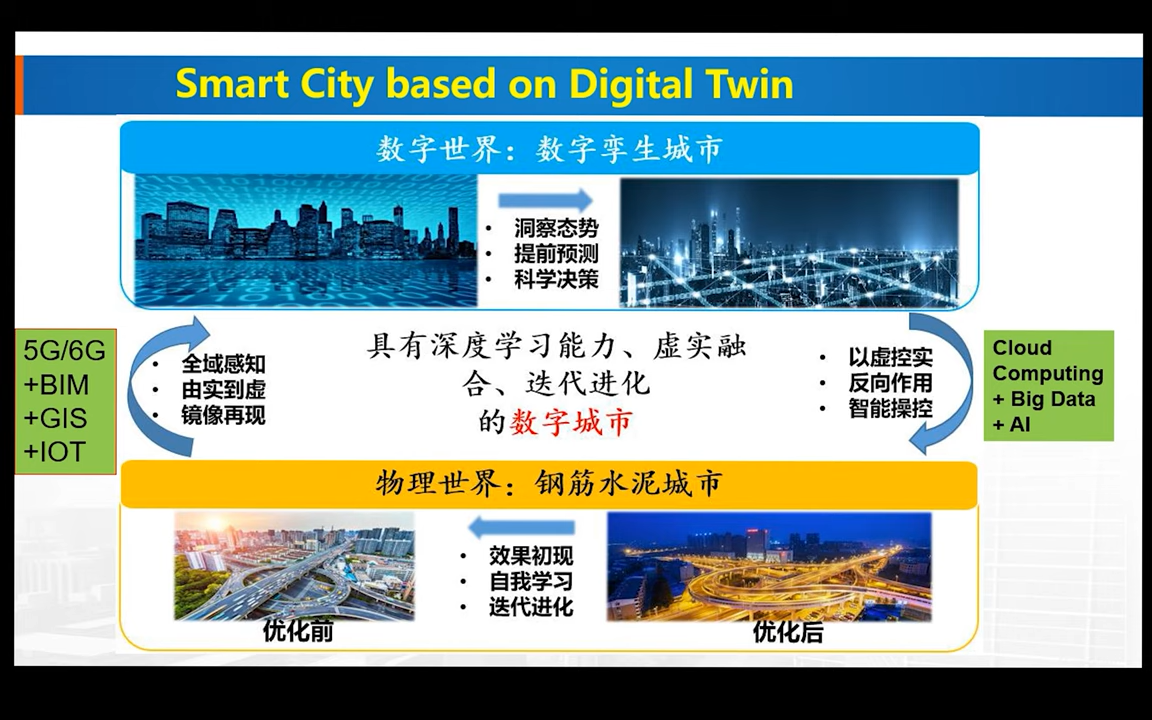 Smart City based on Digital Twin
数字世界：数字孪生城市
• 洞察态势
• 提前预测
• 科学决策
5G/6G
+BIM
+GIS
+IOT
• 全域感知
• 由实到虚
• 镜像再现
具有深度学习能力、虚实融
合、迭代进化
的数字城市
• 以虚控实
• 反向作用
• 智能操控
Cloud
Computing
+ Big Data
+ AI
物理世界：钢筋水泥城市
• 效果初现
• 自我学习
• 迭代进化
优化前
优化后